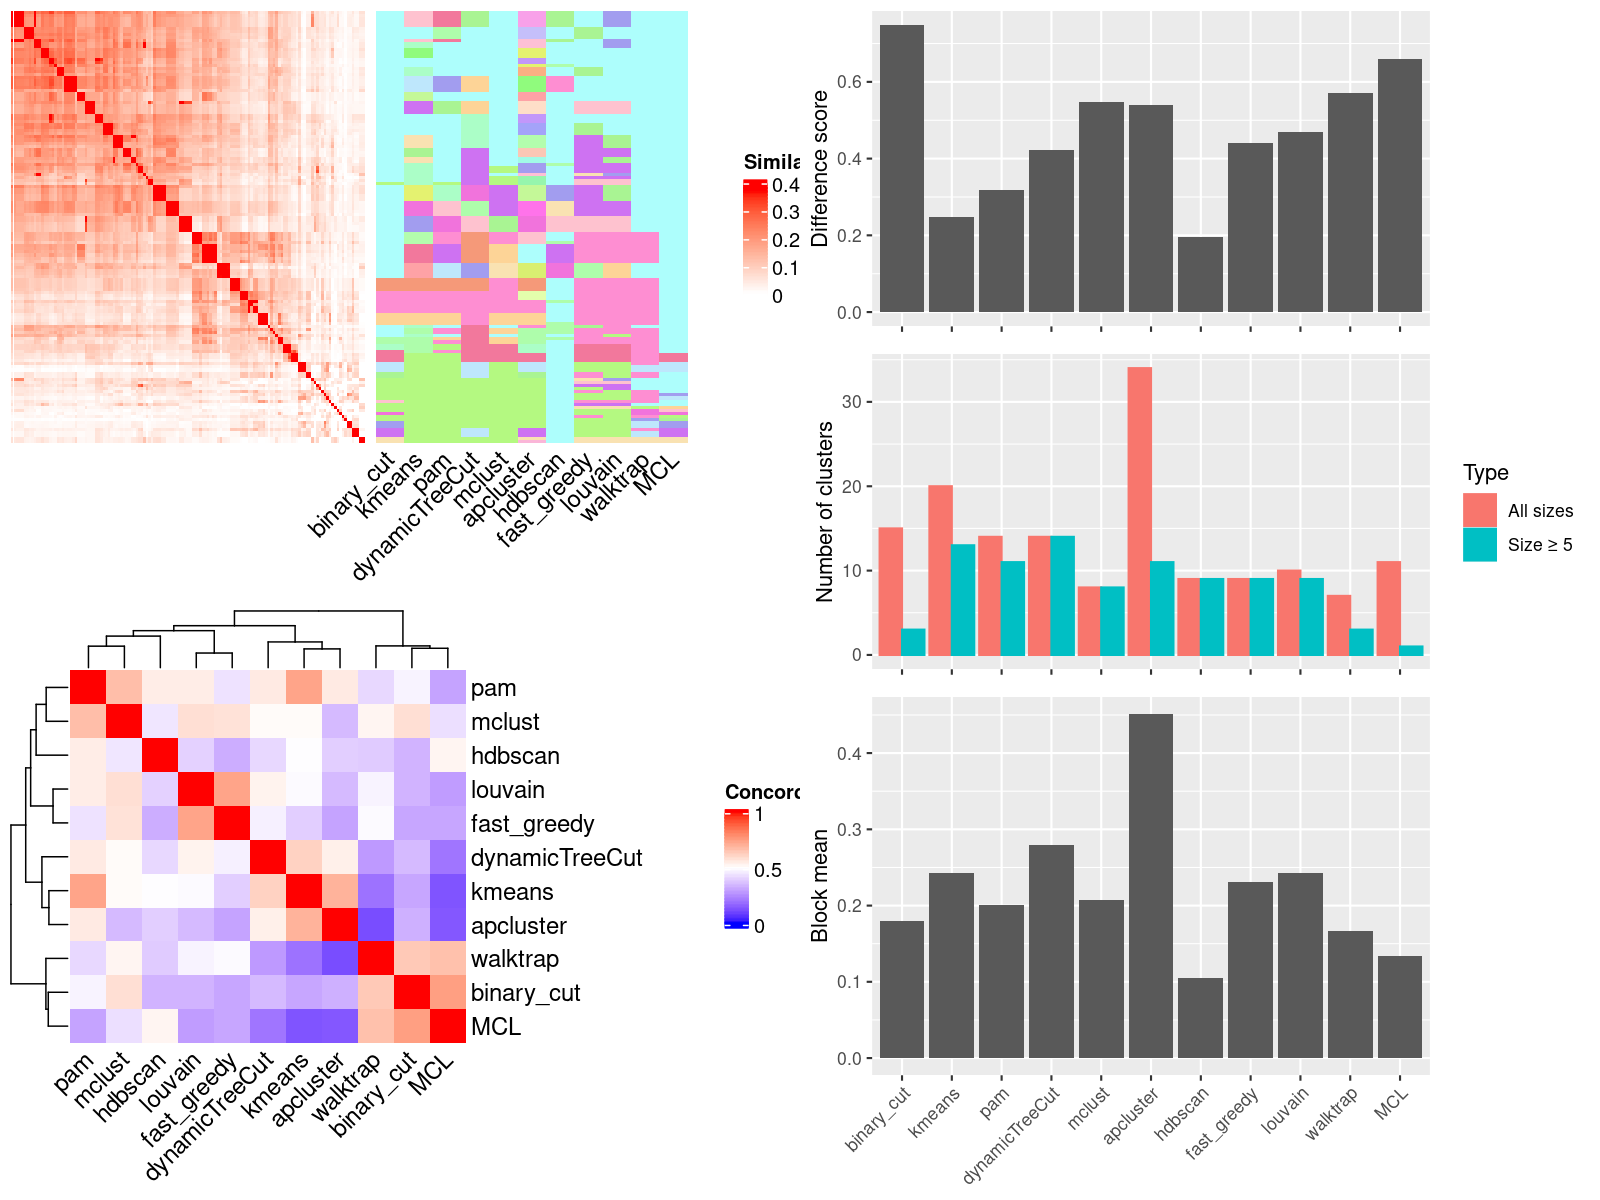 Simila
0.4
0.3
0.2
0.1
0
binary_cut
kmeans
pam
dynamicTreeCut
mclust
apcluster
hdbscan
fast_greedy
louvain
walktrap
MCL
pam
mclust
hdbscan
louvain
fast_greedy
dynamicTreeCut
kmeans
apcluster
walktrap
binary_cut
MCL
pam
mclust
hdbscan
louvain
fast_greedy
dynamicTreeCut
kmeans
apcluster
walktrap
binary_cut
MCL
Concord
1
0.5
0
Difference score
0.6
0.4
0.2
0.0
Number of clusters
30
20
10
0
Type
All sizes
Size ≥ 5
Block mean
0.4
0.3
0.2
0.1
0.0
binary_cut
kmeans
pam
dynamicTreeCut
mclust
apcluster
hdbscan
fast_greedy
louvain
walktrap
MCL